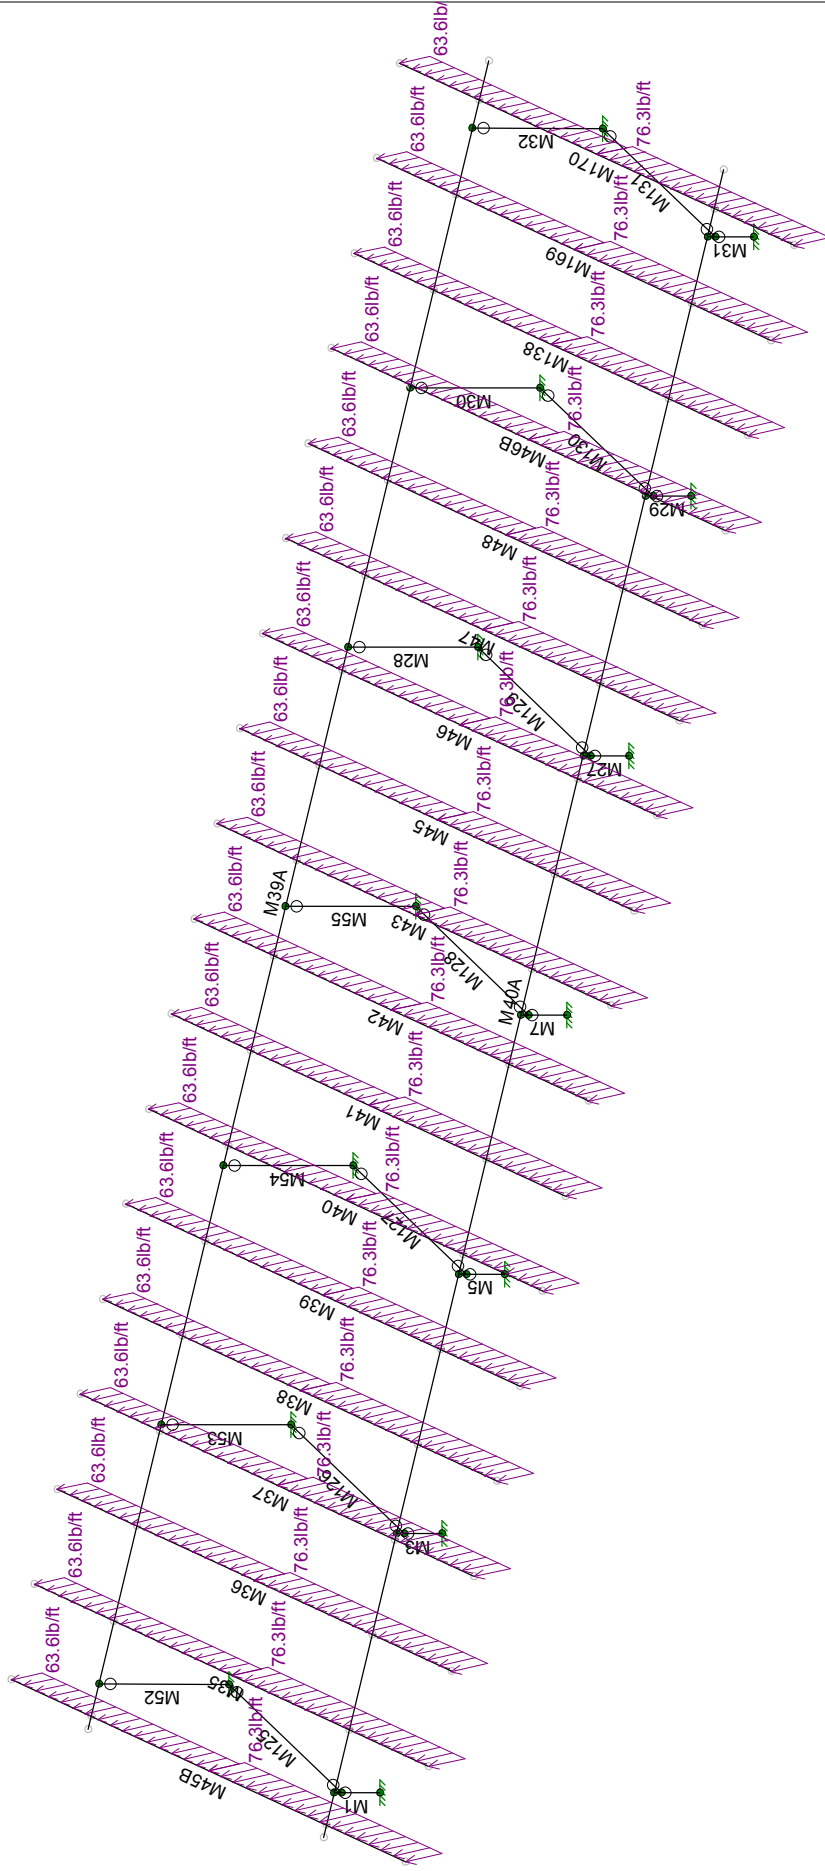 63.6lb/ft
63.6lb/ft
76.3lb/ft
M32
M170
M131
63.6lb/ft
76.3lb/ft
M31
M169
63.6lb/ft
76.3lb/ft
M138
63.6lb/ft
76.3lb/ft
M30
M46B
M130
63.6lb/ft
76.3lb/ft
M29
M48
63.6lb/ft
76.3lb/ft
M47
M28
63.6lb/ft
76.3lb/ft
M129
M46
M27
63.6lb/ft
76.3lb/ft
M45
M39A
63.6lb/ft
76.3lb/ft
M55
M43
M128
63.6lb/ft
76.3lb/ft
M40A
M42
M7
63.6lb/ft
76.3lb/ft
M41
63.6lb/ft
76.3lb/ft
M54
M40
M127
63.6lb/ft
76.3lb/ft
M5
M39
63.6lb/ft
76.3lb/ft
M38
M53
63.6lb/ft
76.3lb/ft
M37
M126
M3
63.6lb/ft
76.3lb/ft
M36
63.6lb/ft
76.3lb/ft
M35
M52
76.3lb/ft
M125
M45B
M1